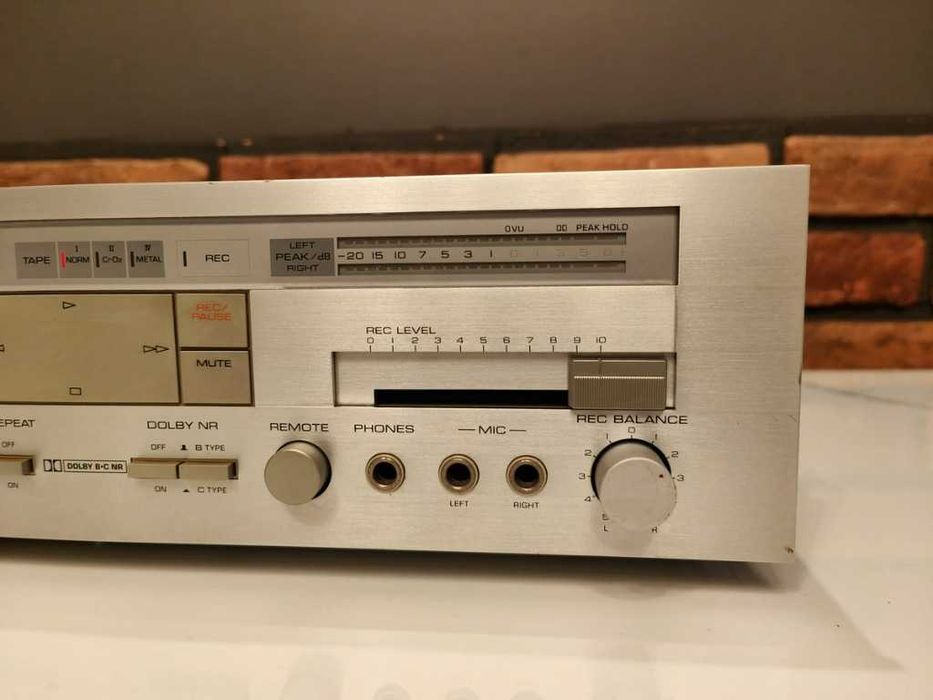 0VU DD PEAK HOLD
I II IV
TAPE NORM CrO2 METAL REC
LEFT
PEAK/dB -20 15 10 7 5 3 1 0
RIGHT
REC/
PAUSE
REC LEVEL
0 1 2 3 4 5 6 7 8 9 10
MUTE
EPEAT DOLBY NR REMOTE PHONES MIC REC BALANCE
1 0 1
OFF OFF B TYPE
2 2
DOLBY B·C NR
3 3
ON ON C TYPE
4
LEFT RIGHT
5
L R